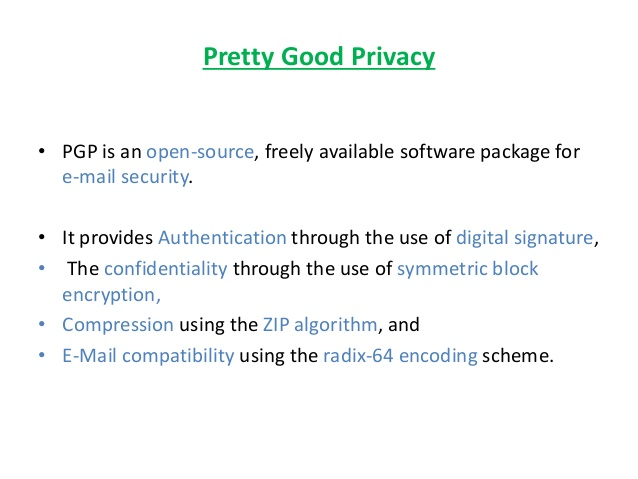 Pretty Good Privacy
• PGP is an open-source, freely available software package for
e-mail security.
• It provides Authentication through the use of digital signature,
• The confidentiality through the use of symmetric block
encryption,
• Compression using the ZIP algorithm, and
• E-Mail compatibility using the radix-64 encoding scheme.